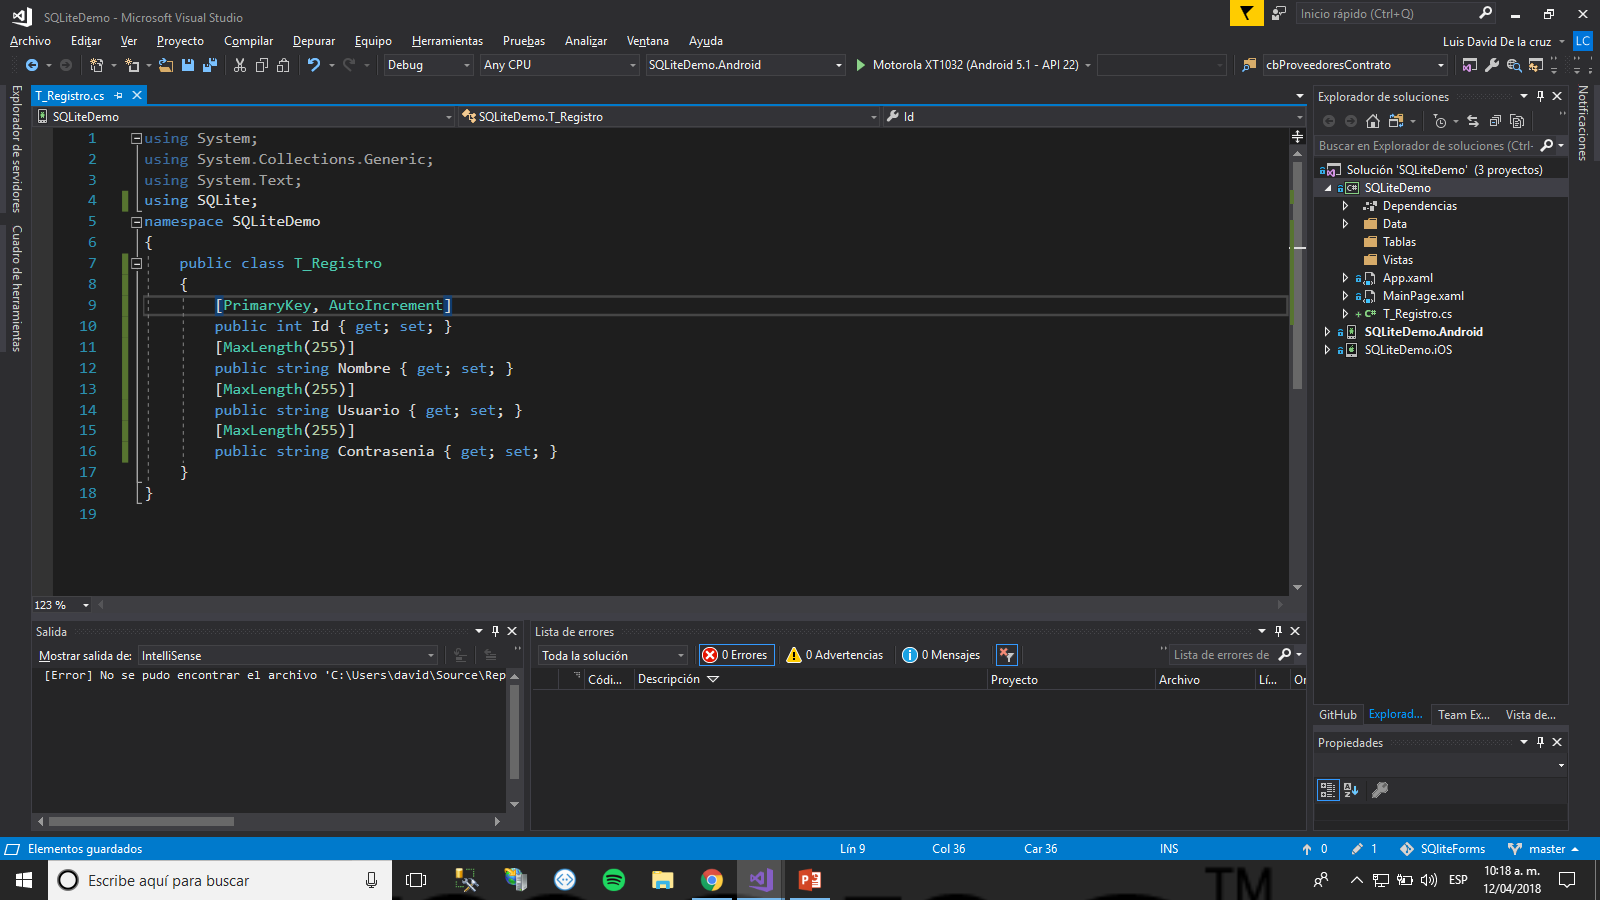 SQLiteDemo - Microsoft Visual Studio
Inicio rápido (Ctrl+Q)
Archivo Editar Ver Proyecto Compilar Depurar Equipo Herramientas Pruebas Analizar Ventana Ayuda
Luis David De la cruz LC
Debug Any CPU SQLiteDemo.Android Motorola XT1032 (Android 5.1 - API 22) cbProveedoresContrato
Explorador de servidores
Cuadro de herramientas
T_Registro.cs
SQLiteDemo SQLiteDemo.T_Registro Id
1 using System;
2 using System.Collections.Generic;
3 using System.Text;
4 using SQLite;
5 namespace SQLiteDemo
6 {
7 public class T_Registro
8 {
9 [PrimaryKey, AutoIncrement]
10 public int Id { get; set; }
11 [MaxLength(255)]
12 public string Nombre { get; set; }
13 [MaxLength(255)]
14 public string Usuario { get; set; }
15 [MaxLength(255)]
16 public string Contrasenia { get; set; }
17 }
18 }
19
123 %
Explorador de soluciones
Buscar en Explorador de soluciones (Ctrl-
Solución 'SQLiteDemo' (3 proyectos)
C# SQLiteDemo
Dependencias
Data
Tablas
Vistas
App.xaml
MainPage.xaml
+ C# T_Registro.cs
SQLiteDemo.Android
SQLiteDemo.iOS
Notificaciones
GitHub Explorad... Team Ex... Vista de...
Propiedades
Salida
Mostrar salida de: IntelliSense
[Error] No se pudo encontrar el archivo 'C:\Users\david\Source\Rep
Lista de errores
Toda la solución 0 Errores 0 Advertencias 0 Mensajes Lista de errores de
Códi... Descripción Proyecto Archivo Lí... Or
Elementos guardados Lín 9 Col 36 Car 36 INS 0 1 SQliteForms master
Escribe aquí para buscar
TM
ESP
10:18 a. m.
12/04/2018